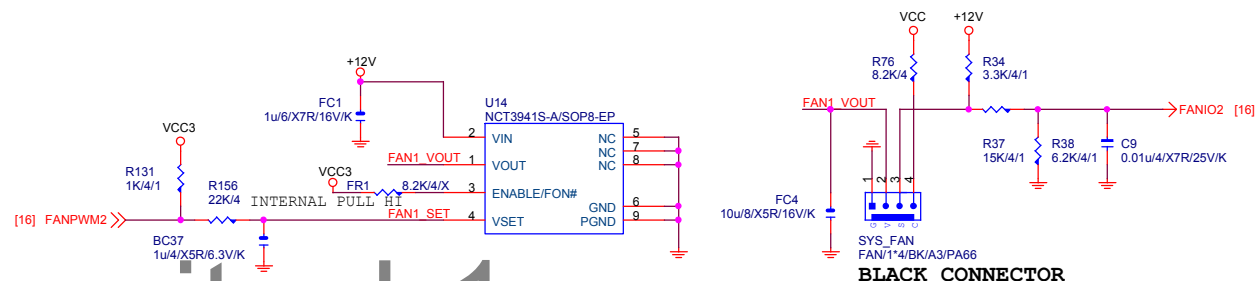 VCC
+12V
+12V
R76
8.2K/4
R34
3.3K/4/1
FC1
1u/6/X7R/16V/K
U14
NCT3941S-A/SOP8-EP
VCC3
2
VIN
NC
5
NC
7
NC
8
FAN1_VOUT
1
VOUT
FAN1_VOUT
FANIO2 [16]
R131
1K/4/1
VCC3
FR1
8.2K/4/X
3
ENABLE/FON#
R37
15K/4/1
R38
6.2K/4/1
C9
0.01u/4/X7R/25V/K
R156
22K/4
INTERNAL PULL HI
GND
6
[16] FANPWM2
FAN1_SET
4
VSET
PGND
9
1
2
3
4
FC4
10u/8/X5R/16V/K
G
V
S
C
BC37
1u/4/X5R/6.3V/K
SYS_FAN
FAN/1*4/BK/A3/PA66
BLACK CONNECTOR